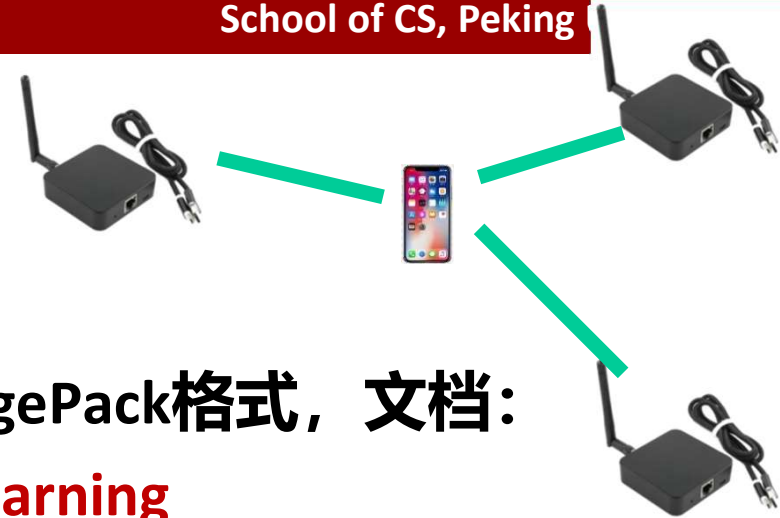 School of CS, Peking
gePack格式，文档：
arning